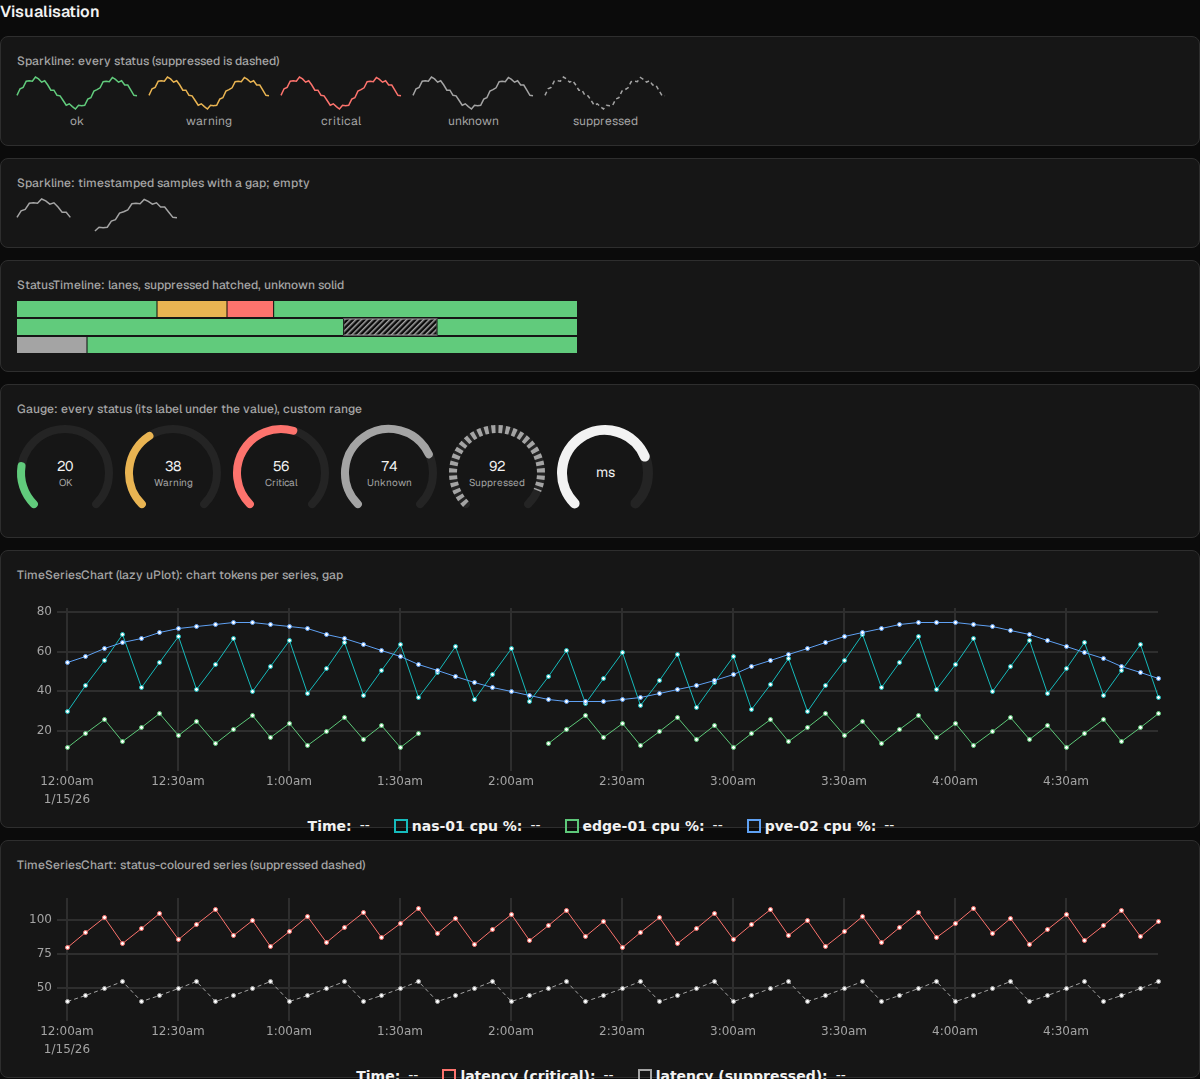 Visualisation
Sparkline: every status (suppressed is dashed)
ok warning critical unknown suppressed
Sparkline: timestamped samples with a gap; empty
StatusTimeline: lanes, suppressed hatched, unknown solid
Gauge: every status (its label under the value), custom range
20 38 56 74 92 ms
OK Warning Critical Unknown Suppressed
TimeSeriesChart (lazy uPlot): chart tokens per series, gap
80
60
40
20
12:00am 12:30am 1:00am 1:30am 2:00am 2:30am 3:00am 3:30am 4:00am 4:30am
1/15/26
Time: -- nas-01 cpu %: -- edge-01 cpu %: -- pve-02 cpu %: --
TimeSeriesChart: status-coloured series (suppressed dashed)
100
75
50
12:00am 12:30am 1:00am 1:30am 2:00am 2:30am 3:00am 3:30am 4:00am 4:30am
1/15/26
Time: -- latency (critical): -- latency (suppressed): --